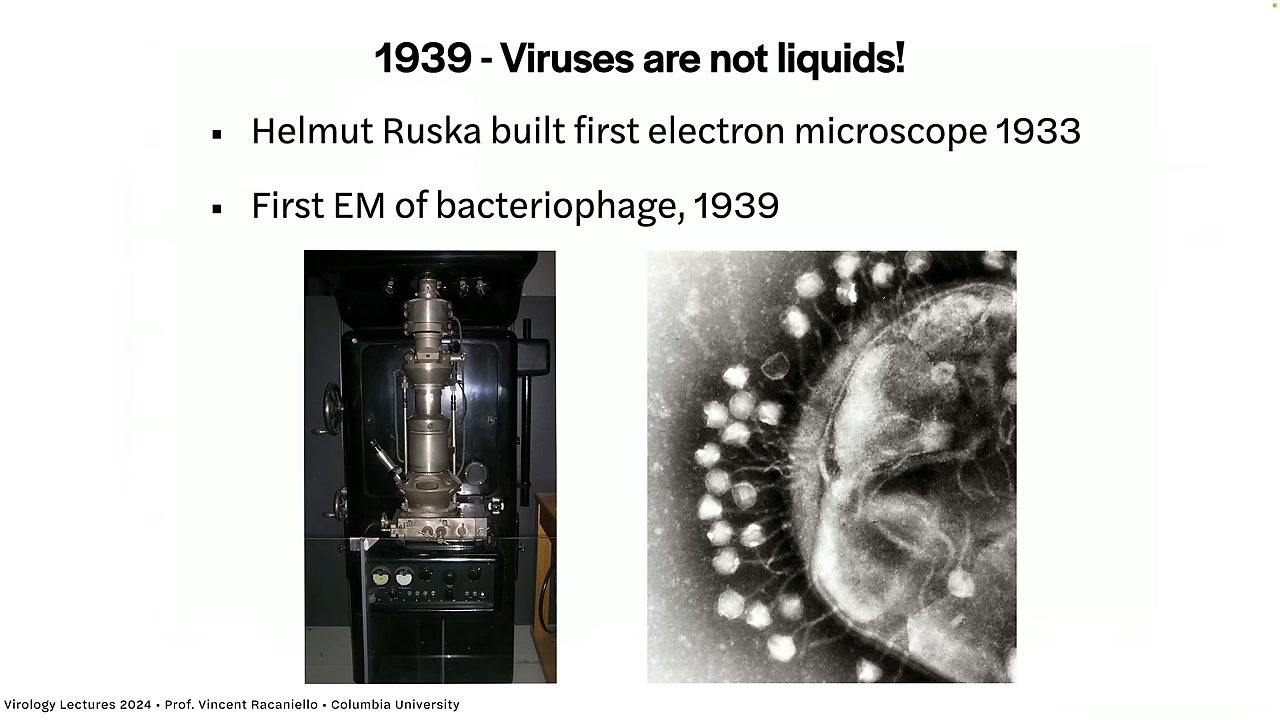 1939 - Viruses are not liquids!
▪ Helmut Ruska built first electron microscope 1933
▪ First EM of bacteriophage, 1939
Virology Lectures 2024 • Prof. Vincent Racaniello • Columbia University